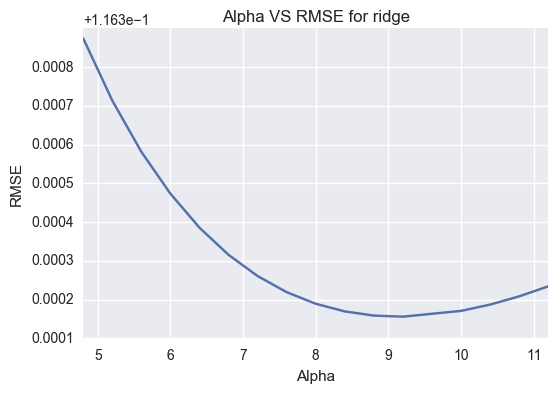 Alpha VS RMSE for ridge
+1.163e−1
0.0008
0.0007
0.0006
0.0005
0.0004
0.0003
0.0002
0.0001
RMSE
5 6 7 8 9 10 11
Alpha